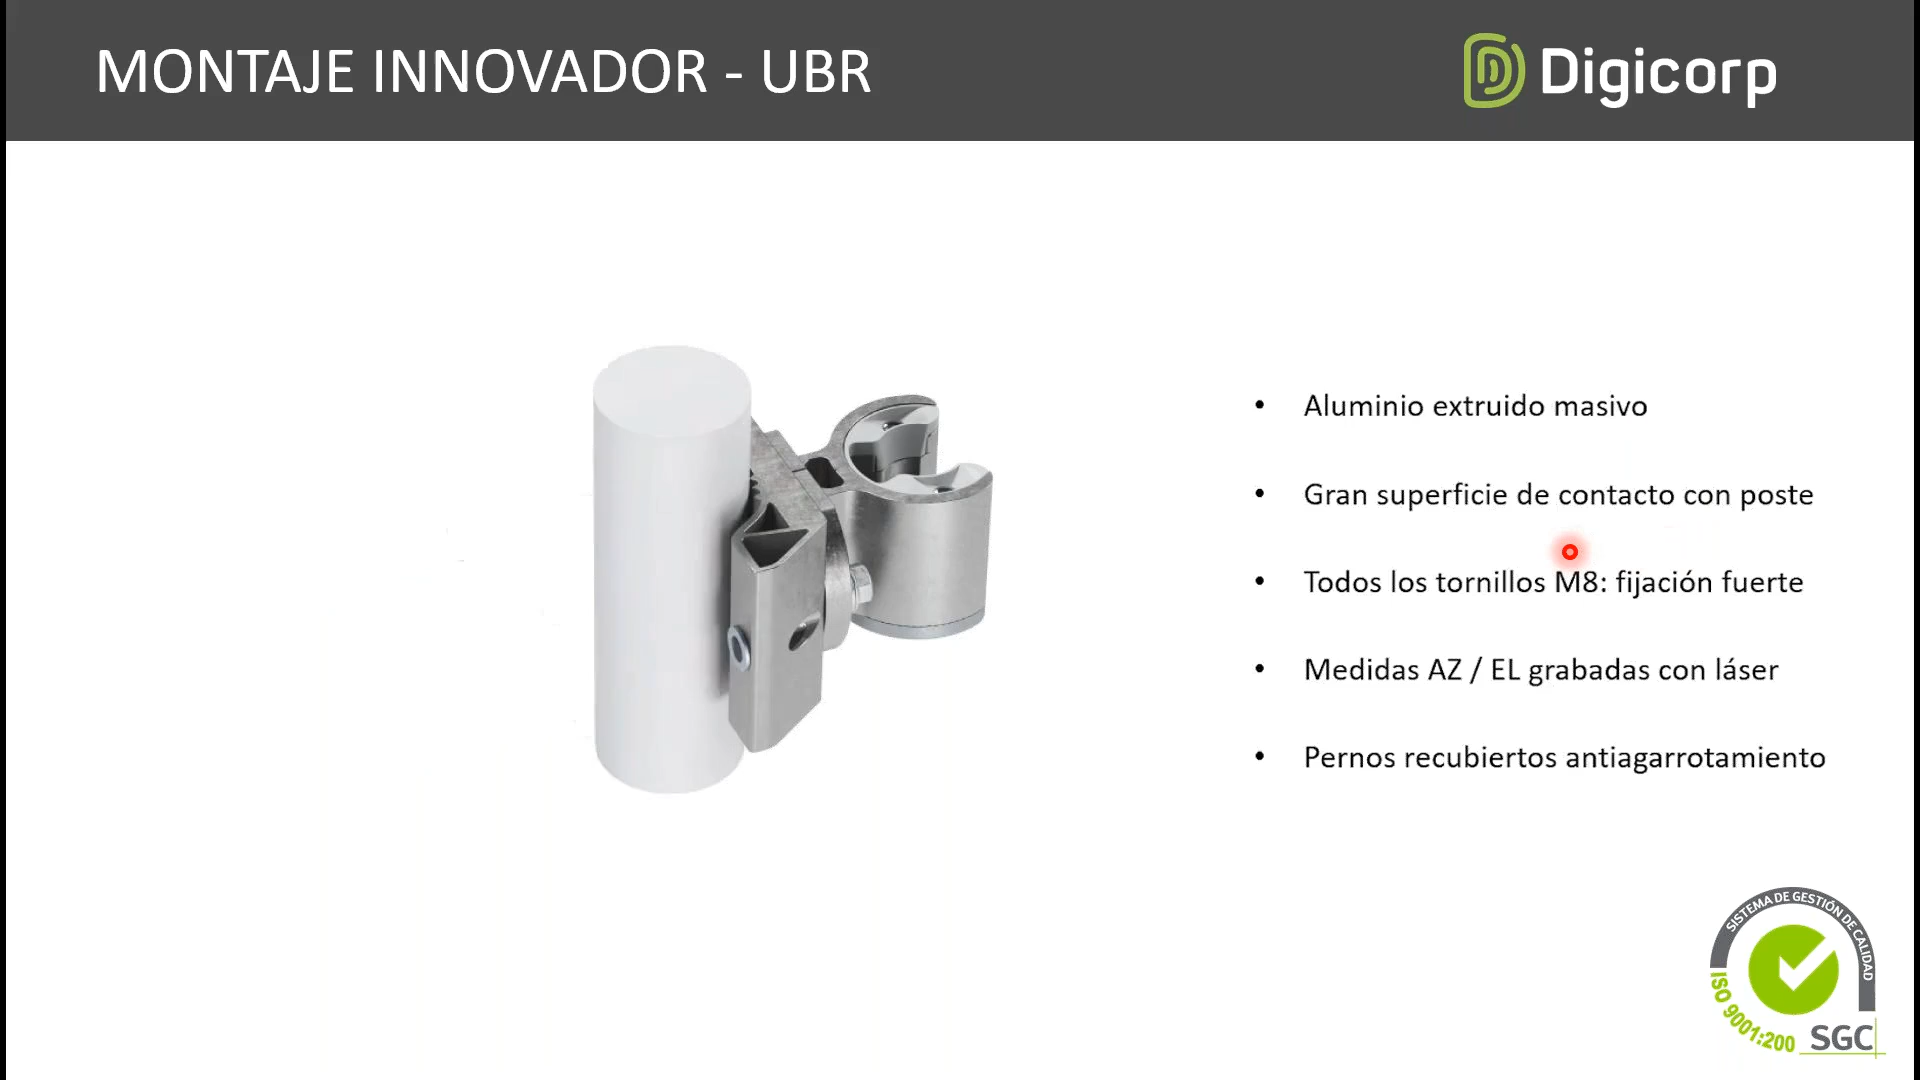 MONTAJE INNOVADOR - UBR
Digicorp
• Aluminio extruido masivo
• Gran superficie de contacto con poste
• Todos los tornillos M8: fijación fuerte
• Medidas AZ / EL grabadas con láser
• Pernos recubiertos antiagarrotamiento
SISTEMA DE GESTIÓN DE CALIDAD
ISO 9001:200
SGC